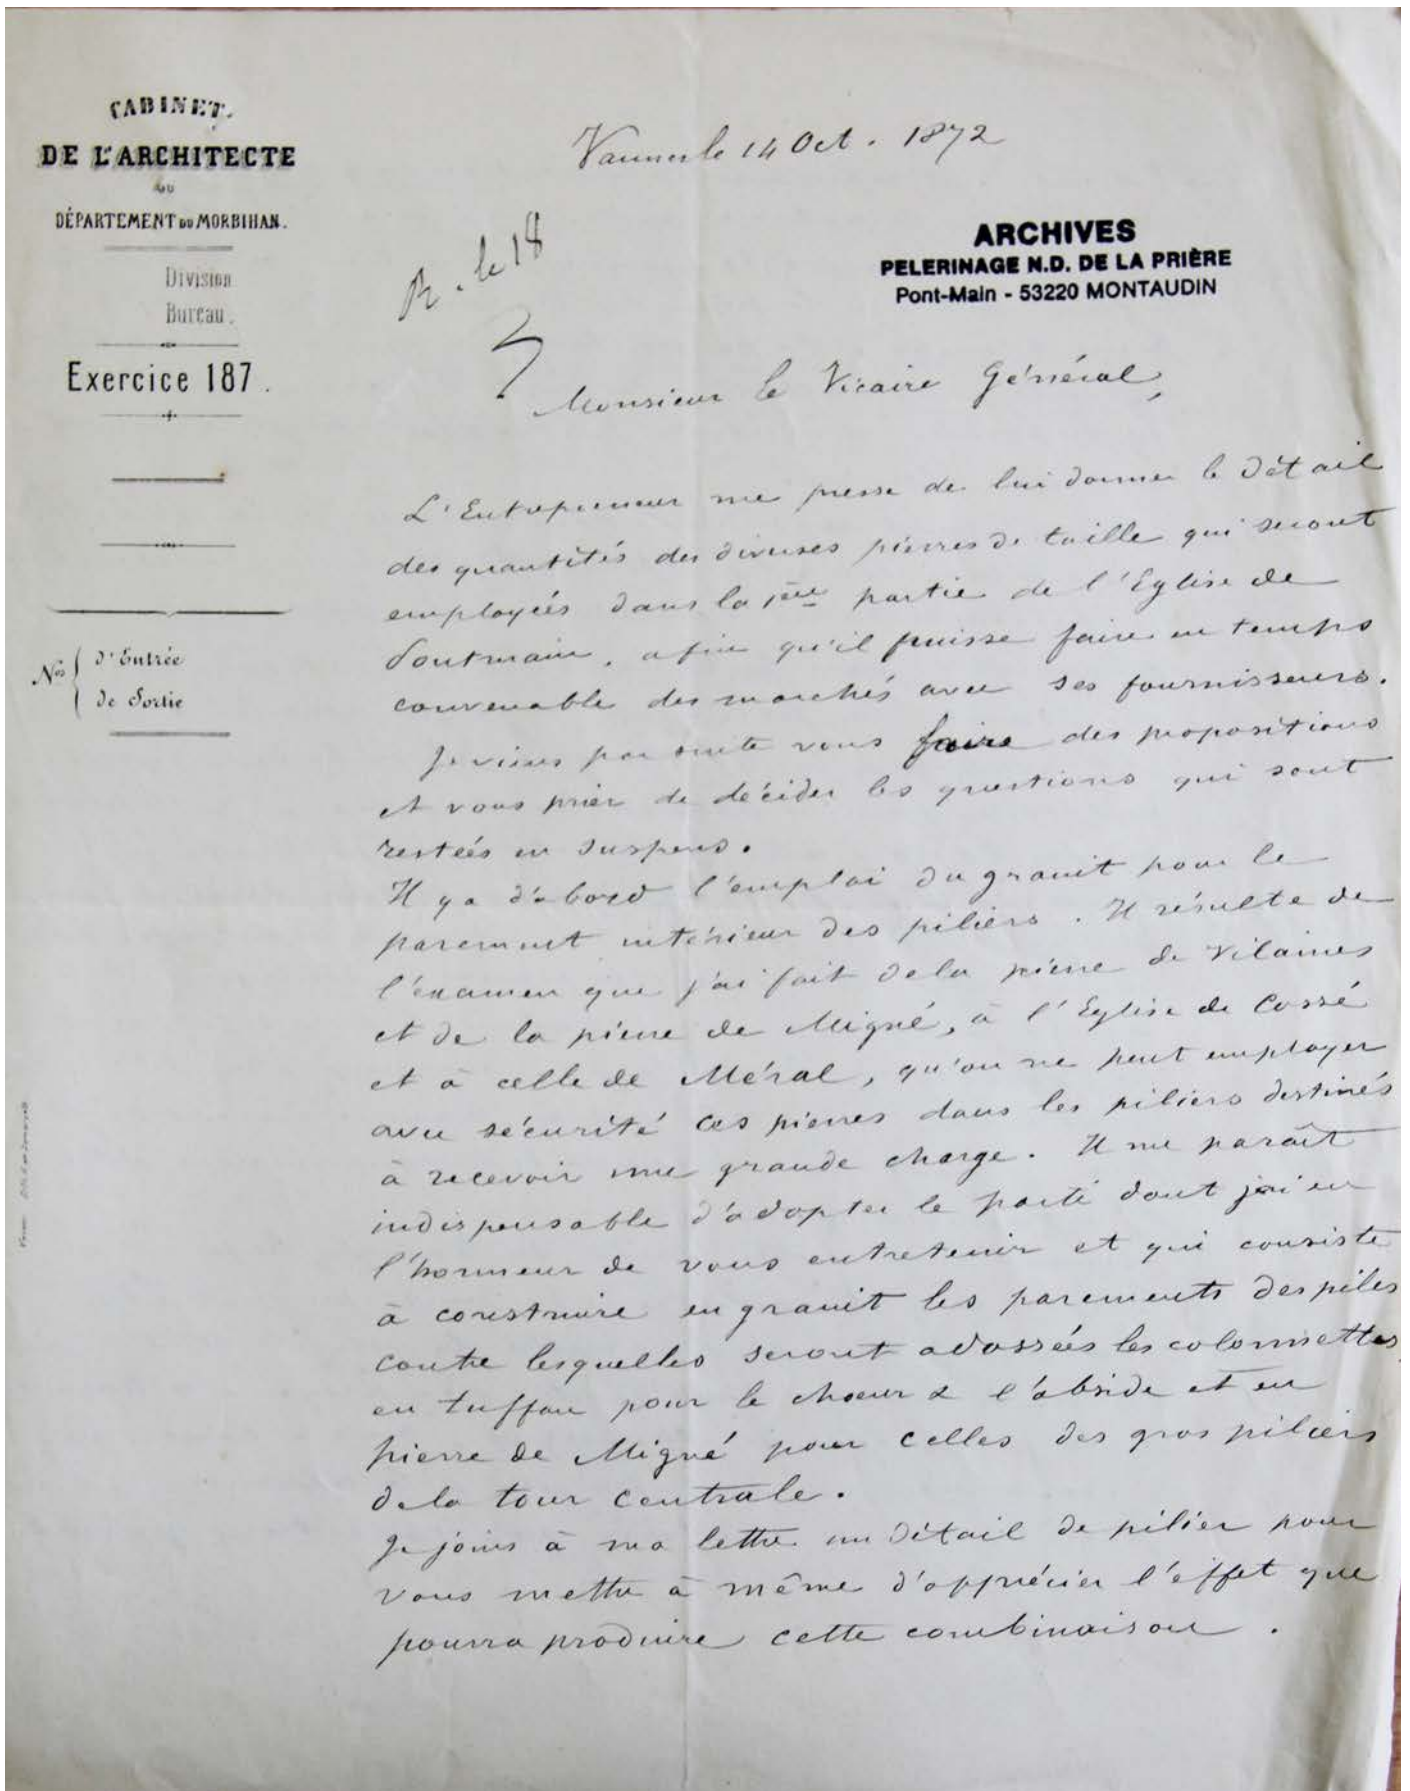 CABINET.
DE L'ARCHITECTE
DU
DÉPARTEMENT DU MORBIHAN.
Division
Bureau.
Exercice 187 .
Nos
d'Entrée
de Sortie
Vannes le 14 Oct. 1872
R. le 18
ARCHIVES
PELERINAGE N.D. DE LA PRIÈRE
Pont-Main - 53220 MONTAUDIN
Monsieur le Vicaire Général,
L'Entrepreneur me presse de lui donner le détail
des quantités des diverses pierres de taille qui seront
employées dans la 1ère partie de l'Eglise de
Pontmain, afin qu'il puisse faire en temps
convenable des marchés avec ses fournisseurs.
Je viens par suite vous faire des propositions
et vous prier de décider les questions qui sont
restées en suspens.
Il y a d'abord l'emploi du granit pour le
parement intérieur des piliers. Il résulte de
l'examen que j'ai fait de la pierre de Vilaines
et de la pierre de Migné, à l'Eglise de Cossé
et à celle de Méral, qu'on ne peut employer
avec sécurité ces pierres dans les piliers destinés
à recevoir une grande charge. Il me parait
indispensable d'adopter le parti dont j'ai eu
l'honneur de vous entretenir et qui consiste
à construire en granit les parements des piles
contre lesquelles seront adossées les colonnettes
en tuffau pour le chœur & l'abside et en
pierre de Migné pour celles des gros piliers
de la tour centrale.
Je joins à ma lettre un détail de pilier pour
vous mettre à même d'apprécier l'effet que
pourra produire cette combinaison.